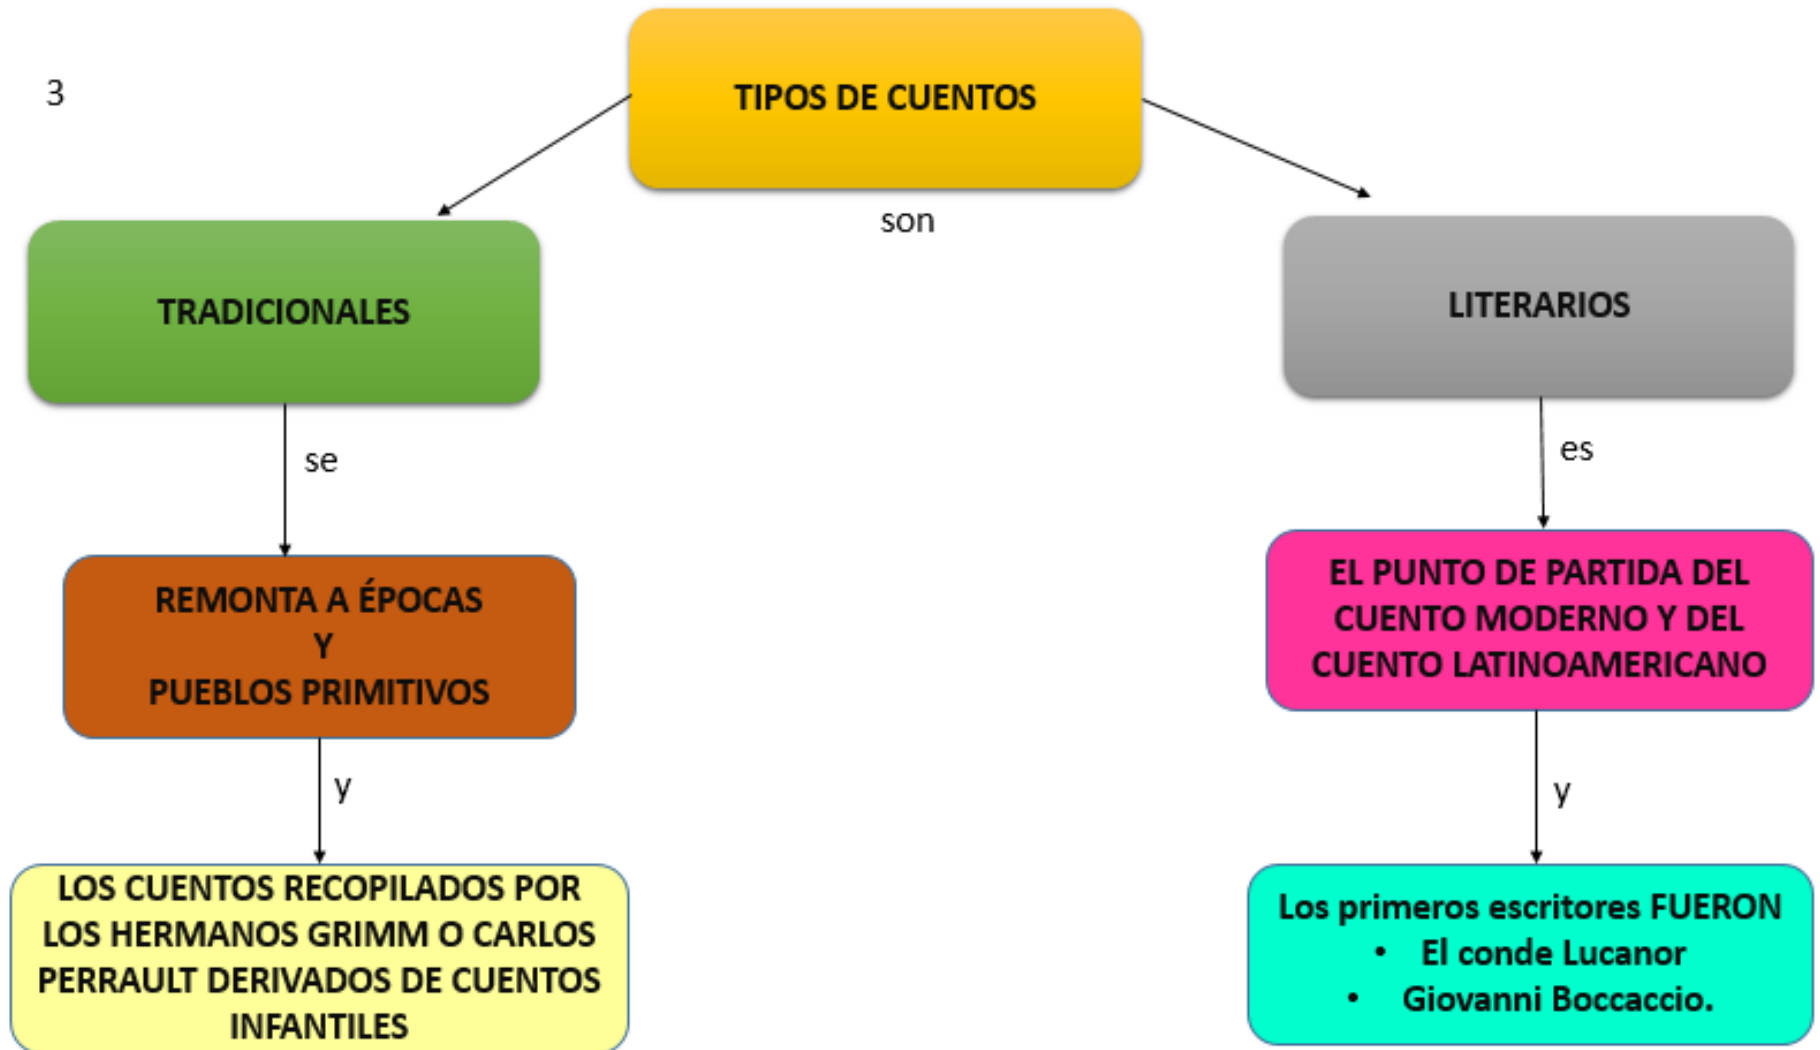 3
TIPOS DE CUENTOS
son
TRADICIONALES
LITERARIOS
se
es
REMONTA A ÉPOCAS
Y
PUEBLOS PRIMITIVOS
EL PUNTO DE PARTIDA DEL
CUENTO MODERNO Y DEL
CUENTO LATINOAMERICANO
y
y
LOS CUENTOS RECOPILADOS POR
LOS HERMANOS GRIMM O CARLOS
PERRAULT DERIVADOS DE CUENTOS
INFANTILES
Los primeros escritores FUERON
• El conde Lucanor
• Giovanni Boccaccio.